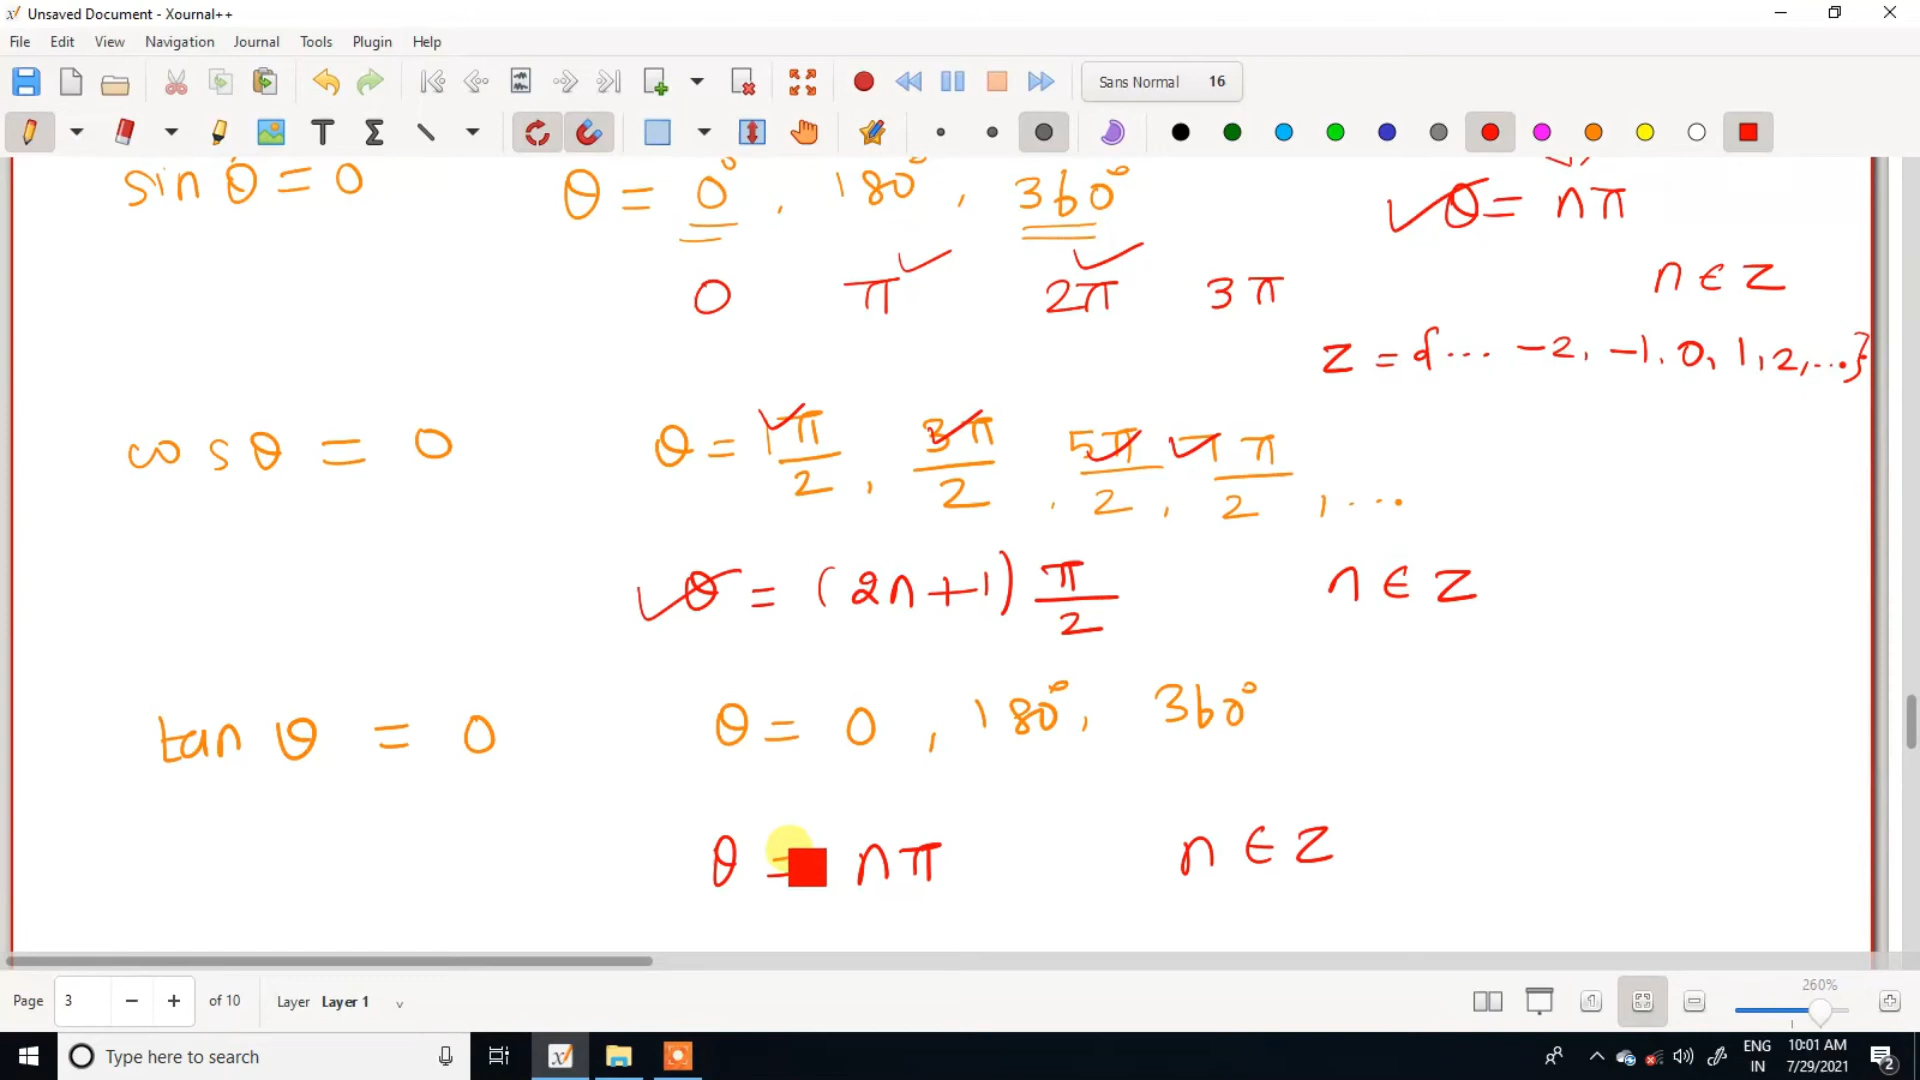 Unsaved Document - Xournal++
File Edit View Navigation Journal Tools Plugin Help
Sans Normal 16
sin θ = 0 θ = 0°, 180°, 360° θ = nπ
0 π 2π 3π n ∈ Z
Z = {... -2, -1, 0, 1, 2, ...}
cos θ = 0 θ = 1π/2, 3π/2, 5π/2, 7π/2, ...
θ = (2n+1) π/2 n ∈ Z
tan θ = 0 θ = 0, 180°, 360°
θ = nπ n ∈ Z
Page 3 of 10 Layer Layer 1 260%
Type here to search ENG 10:01 AM
IN 7/29/2021 2